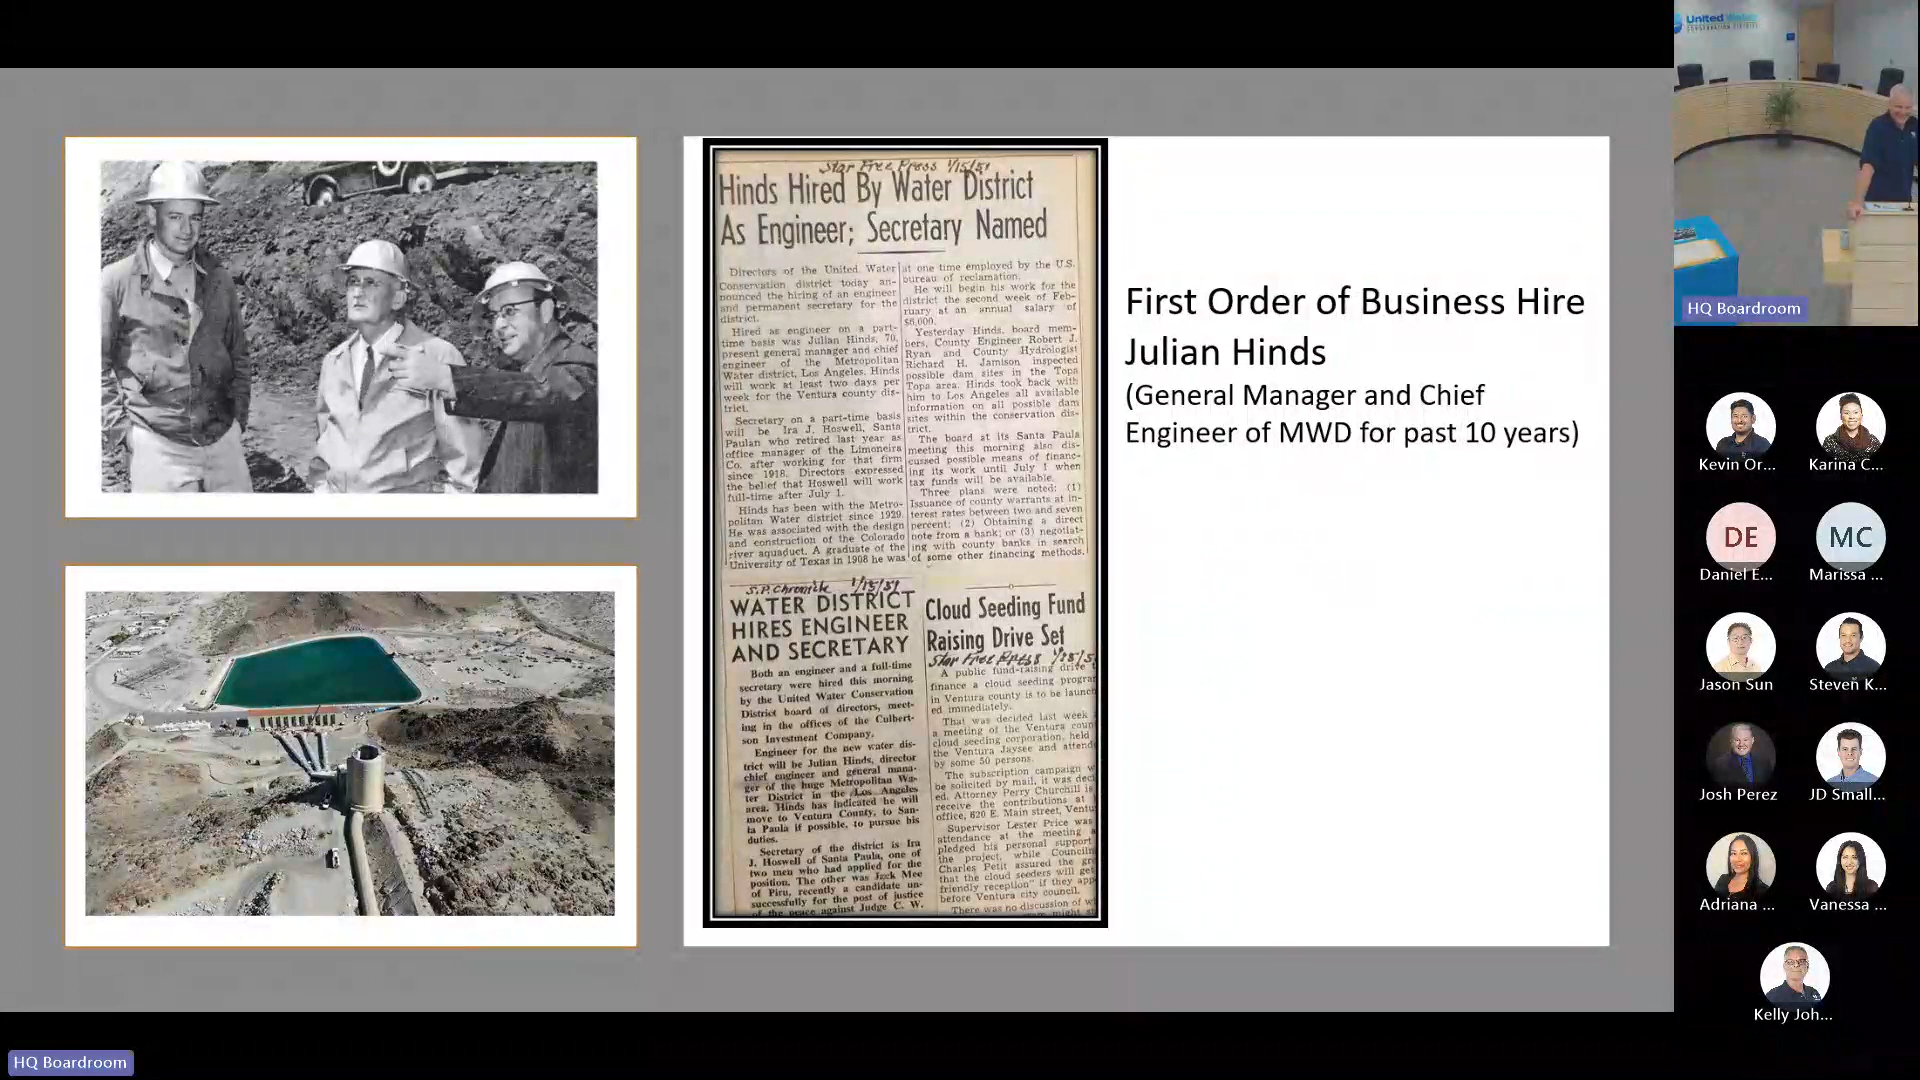 United Water
CONSERVATION DISTRICT
HQ Boardroom
Star Free Press 1/15/51
Hinds Hired By Water District
As Engineer; Secretary Named
Directors of the United Water
Conservation district today an-
nounced the hiring of an engineer
and permanent secretary for the
district.
Hired as engineer on a part-
time basis was Julian Hinds, 70,
present general manager and chief
engineer of the Metropolitan
Water district, Los Angeles. Hinds
will work at least two days per
week for the Ventura county dis-
trict.
Secretary on a part-time basis
will be Ira J. Hoswell, Santa
Paulan who retired last year as
office manager of the Limoneira
Co. after working for that firm
since 1918. Directors expressed
the belief that Hoswell will work
full-time after July 1.
Hinds has been with the Metro-
politan Water district since 1929.
He was associated with the design
and construction of the Colorado
river aquaduct. A graduate of the
University of Texas in 1908 he was
at one time employed by the U.S.
bureau of reclamation.
He will begin his work for the
district the second week of Feb-
ruary at an annual salary of
$6,000.
Yesterday Hinds, board mem-
bers, County Engineer Robert J.
Ryan and County Hydrologist
Richard H. Jamison inspected
possible dam sites in the Topa
Topa area. Hinds took back with
him to Los Angeles all available
information on all possible dam
sites within the conservation dis-
trict.
The board at its Santa Paula
meeting this morning also dis-
cussed possible means of financ-
ing its work until July 1 when
tax funds will be available.
Three plans were noted: (1)
Issuance of county warrants at in-
terest rates between two and seven
percent; (2) Obtaining a direct
note from a bank; or (3) negotiat-
ing with county banks in search
of some other financing methods.
S.P. Chronicle 1/15/51
WATER DISTRICT
HIRES ENGINEER
AND SECRETARY
Both an engineer and a full-time
secretary were hired this morning
by the United Water Conservation
District board of directors, meet-
ing in the offices of the Culbert-
son Investment Company.
Engineer for the new water dis-
trict will be Julian Hinds, director
chief engineer and general mana-
ger of the huge Metropolitan Wa-
ter District in the Los Angeles
area. Hinds has indicated he will
move to Ventura County, to San-
ta Paula if possible, to pursue his
duties.
Secretary of the district is Ira
J. Hoswell of Santa Paula, one of
two men who had applied for the
position. The other was Jack Mee
of Piru, recently a candidate un-
successfully for the post of justice
of the peace against Judge C. W.
Cloud Seeding Fund
Raising Drive Set
Star Free Press
A public fund-raising drive
finance a cloud seeding
in Ventura county is to be launch
ed immediately.
That was decided last week
a meeting of the Ventura
cloud seeding corporation, held
the Ventura Jaysee and
by some 50 persons.
The subscription campaign
be solicited by mail, it was
ed. Attorney Perry Churchill
receive the contributions at
office, 620 E. Main street,
Supervisor Lester Price was
attendance at the meeting
pledged his personal support
the project, while
Charles Petit assured the
that the cloud seeders will get
friendly reception" if they
before Ventura city council.
There was no discussion of
First Order of Business Hire
Julian Hinds
(General Manager and Chief
Engineer of MWD for past 10 years)
Kevin Or...
Karina C...
DE
Daniel E...
MC
Marissa ...
Jason Sun
Steven K...
Josh Perez
JD Small...
Adriana ...
Vanessa ...
Kelly Joh...
HQ Boardroom